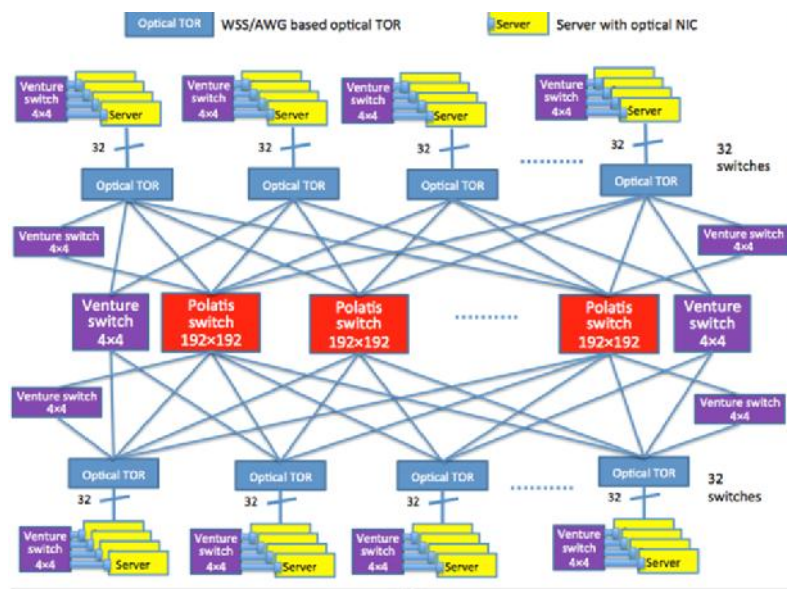 Optical TOR WSS/AWG based optical TOR Server Server with optical NIC
Venture
switch
4×4
Server
Venture
switch
4×4
Server
Venture
switch
4×4
Server
Venture
switch
4×4
Server
32 32 32 32
32
switches
Optical TOR Optical TOR Optical TOR Optical TOR
Venture switch
4×4
Venture switch
4×4
Venture
switch
4×4
Polatis
switch
192×192
Polatis
switch
192×192
Polatis
switch
192×192
Venture
switch
4×4
Venture switch
4×4
Venture switch
4×4
Optical TOR Optical TOR Optical TOR Optical TOR
32 32 32 32
32
switches
Venture
switch
4×4
Server
Venture
switch
4×4
Server
Venture
switch
4×4
Server
Venture
switch
4×4
Server